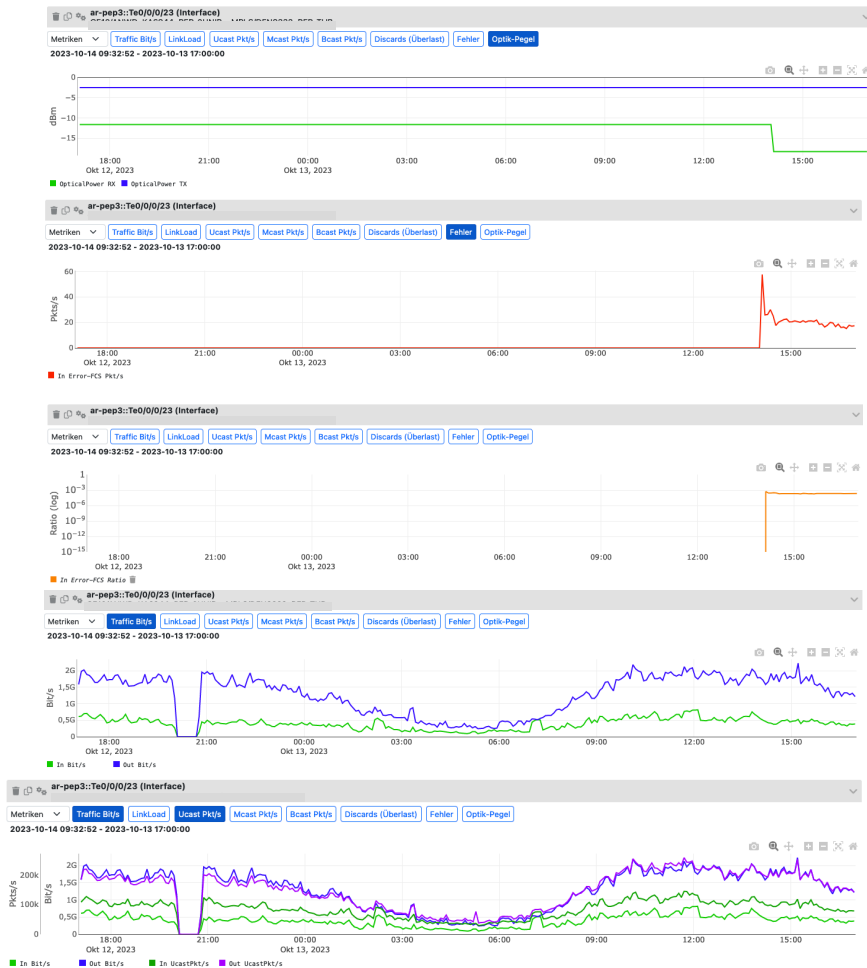 ar-pep3::Te0/0/0/23 (Interface)
Metriken Traffic Bit/s LinkLoad Ucast Pkt/s Mcast Pkt/s Bcast Pkt/s Discards (Überlast) Fehler Optik-Pegel
2023-10-14 09:32:52 - 2023-10-13 17:00:00
dBm
0
−5
−10
−15
18:00 21:00 00:00 03:00 06:00 09:00 12:00 15:00
Okt 12, 2023 Okt 13, 2023
OpticalPower RX OpticalPower TX
ar-pep3::Te0/0/0/23 (Interface)
Metriken Traffic Bit/s LinkLoad Ucast Pkt/s Mcast Pkt/s Bcast Pkt/s Discards (Überlast) Fehler Optik-Pegel
2023-10-14 09:32:52 - 2023-10-13 17:00:00
Pkts/s
60
40
20
0
18:00 21:00 00:00 03:00 06:00 09:00 12:00 15:00
Okt 12, 2023 Okt 13, 2023
In Error-FCS Pkt/s
ar-pep3::Te0/0/0/23 (Interface)
Metriken Traffic Bit/s LinkLoad Ucast Pkt/s Mcast Pkt/s Bcast Pkt/s Discards (Überlast) Fehler Optik-Pegel
2023-10-14 09:32:52 - 2023-10-13 17:00:00
Ratio (log)
1
10−3
10−6
10−9
10−12
10−15
18:00 21:00 00:00 03:00 06:00 09:00 12:00 15:00
Okt 12, 2023 Okt 13, 2023
In Error-FCS Ratio
ar-pep3::Te0/0/0/23 (Interface)
Metriken Traffic Bit/s LinkLoad Ucast Pkt/s Mcast Pkt/s Bcast Pkt/s Discards (Überlast) Fehler Optik-Pegel
2023-10-14 09:32:52 - 2023-10-13 17:00:00
Bit/s
2G
1,5G
1G
0,5G
0
18:00 21:00 00:00 03:00 06:00 09:00 12:00 15:00
Okt 12, 2023 Okt 13, 2023
In Bit/s Out Bit/s
ar-pep3::Te0/0/0/23 (Interface)
Metriken Traffic Bit/s LinkLoad Ucast Pkt/s Mcast Pkt/s Bcast Pkt/s Discards (Überlast) Fehler Optik-Pegel
2023-10-14 09:32:52 - 2023-10-13 17:00:00
Pkts/s Bit/s
2G
200k
1,5G
100k 1G
0,5G
0 0
18:00 21:00 00:00 03:00 06:00 09:00 12:00 15:00
Okt 12, 2023 Okt 13, 2023
In Bit/s Out Bit/s In UcastPkt/s Out UcastPkt/s